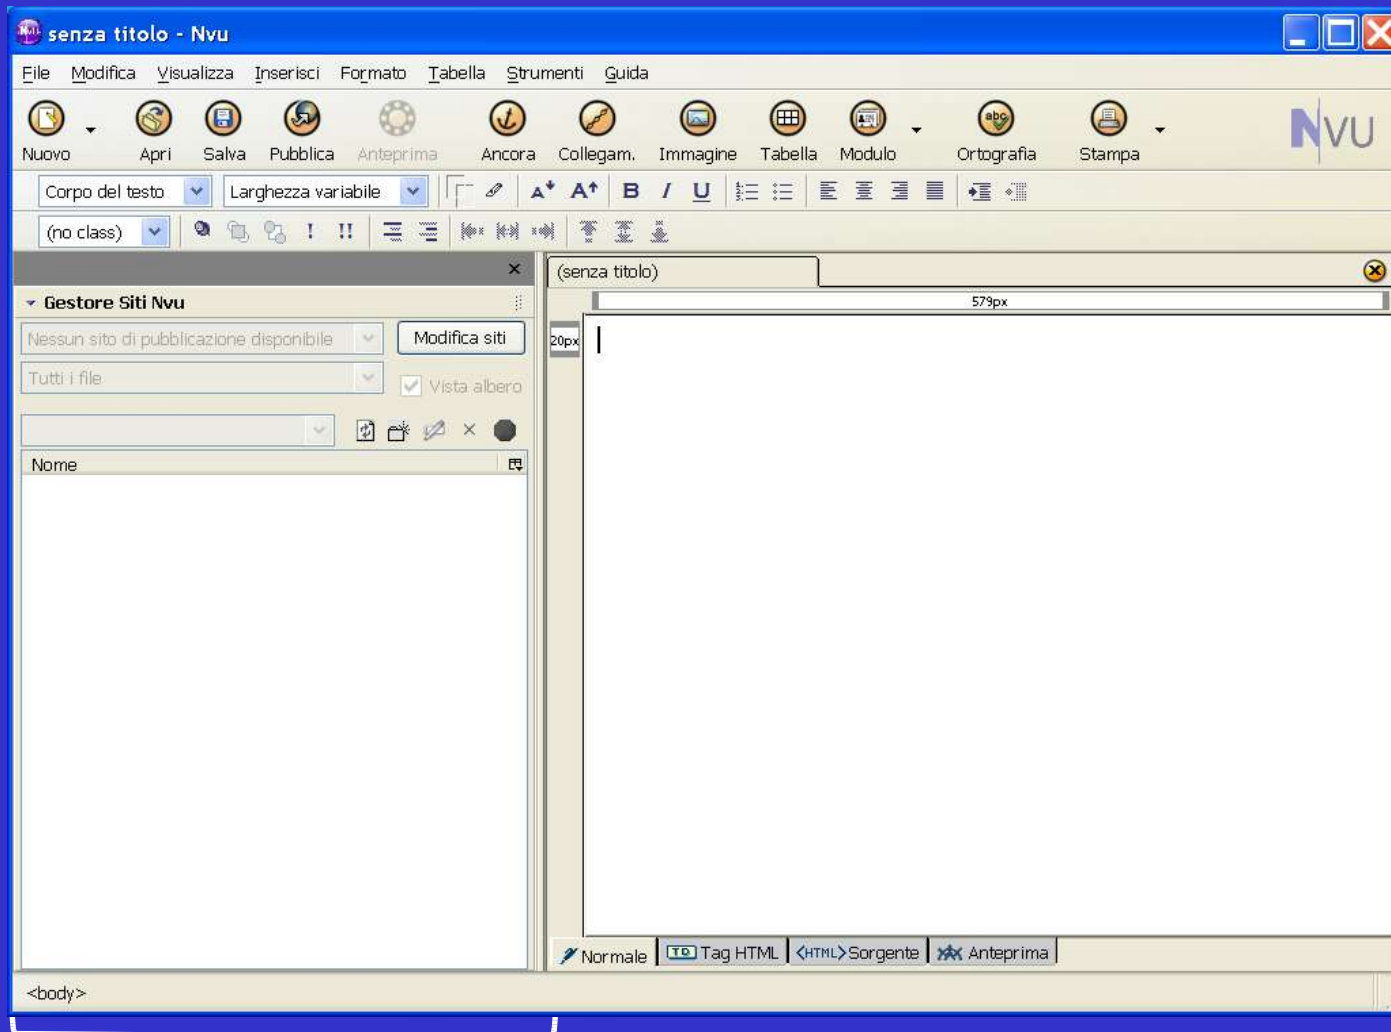 senza titolo - Nvu
File Modifica Visualizza Inserisci Formato Tabella Strumenti Guida
Nuovo Apri Salva Pubblica Anteprima Ancora Collegam. Immagine Tabella Modulo Ortografia Stampa
NVU
Corpo del testo Larghezza variabile B I U
(no class) ! !!
(senza titolo)
Gestore Siti Nvu
579px
Nessun sito di pubblicazione disponibile Modifica siti
20px
Tutti i file Vista albero
Nome
Normale TD Tag HTML <HTML> Sorgente Anteprima
<body>